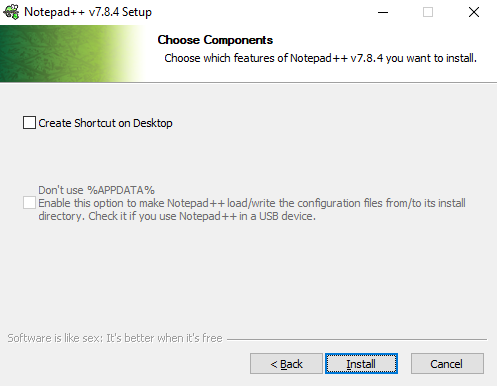 Notepad++ v7.8.4 Setup
Choose Components
Choose which features of Notepad++ v7.8.4 you want to install.
Create Shortcut on Desktop
Don't use %APPDATA%
Enable this option to make Notepad++ load/write the configuration files from/to its install
directory. Check it if you use Notepad++ in a USB device.
Software is like sex: It's better when it's free
< Back Install Cancel